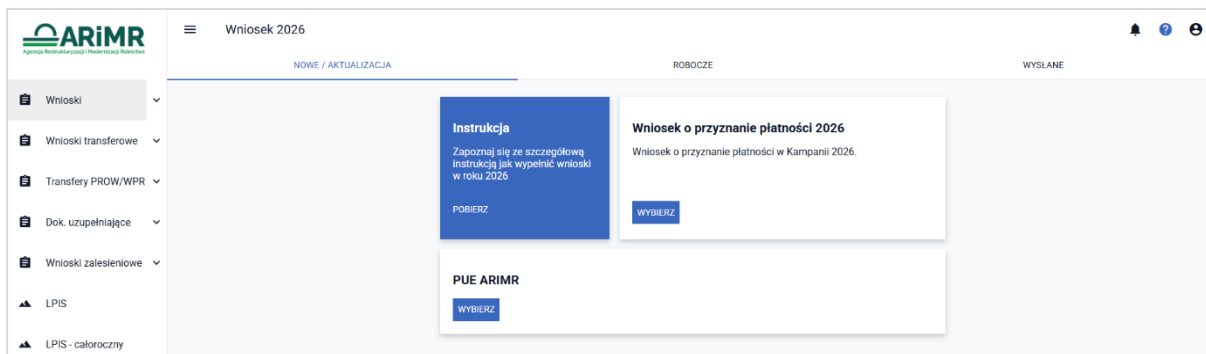 ARiMR
Agencja Restrukturyzacji i Modernizacji Rolnictwa
Wniosek 2026
NOWE / AKTUALIZACJA
ROBOCZE
WYSŁANE
Wnioski
Wnioski transferowe
Transfery PROW/WPR
Dok. uzupełniające
Wnioski zalesieniowe
LPIS
LPIS - całoroczny
Instrukcja
Zapoznaj się ze szczegółową
instrukcją jak wypełnić wnioski
w roku 2026
POBIERZ
Wniosek o przyznanie płatności 2026
Wniosek o przyznanie płatności w Kampanii 2026.
WYBIERZ
PUE ARIMR
WYBIERZ